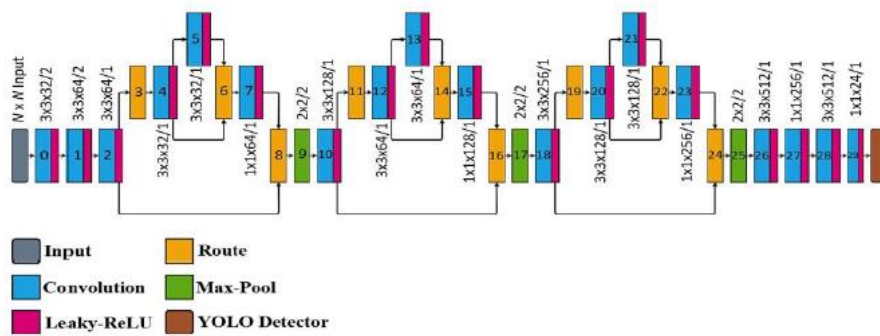 N x N Input
3x3x32/2
3x3x64/2
3x3x64/1
3x3x32/1
3x3x32/1
1x1x64/1
2x2/2
3x3x128/1
3x3x64/1
3x3x64/1
1x1x128/1
2x2/2
3x3x256/1
3x3x128/1
3x3x128/1
1x1x256/1
2x2/2
3x3x512/1
1x1x256/1
3x3x512/1
1x1x24/1
0
1
2
3
4
5
6
7
8
9
10
11
12
13
14
15
16
17
18
19
20
21
22
23
24
25
26
27
28
29
Input
Route
Convolution
Max-Pool
Leaky-ReLU
YOLO Detector